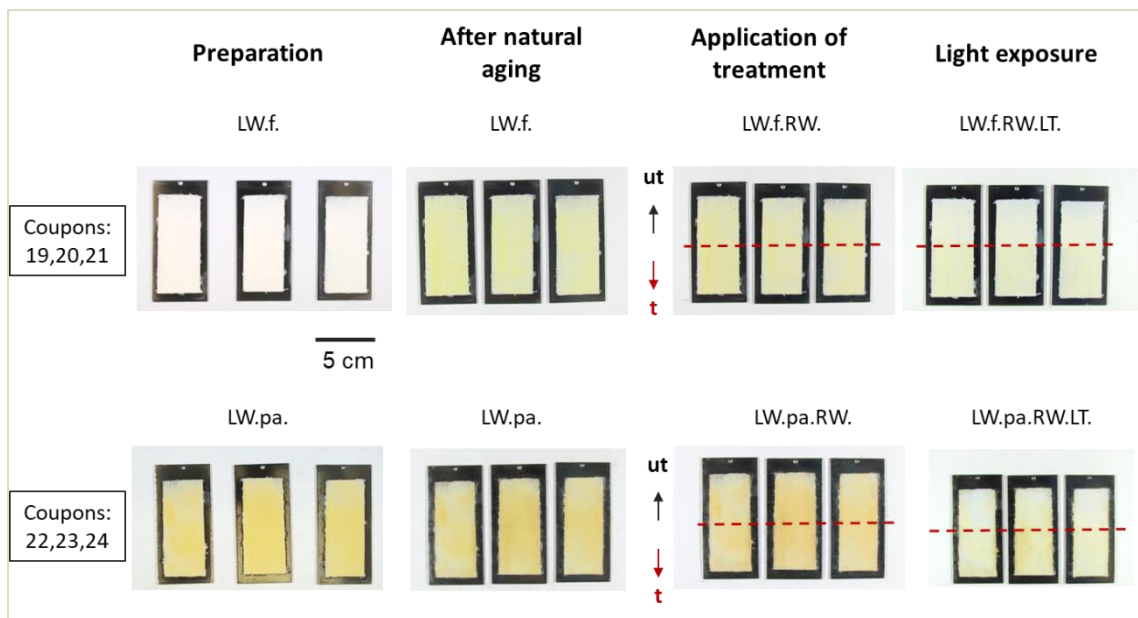 Preparation
After natural
aging
Application of
treatment
Light exposure
LW.f.
LW.f.
LW.f.RW.
LW.f.RW.LT.
Coupons:
19,20,21
ut
t
5 cm
LW.pa.
LW.pa.
LW.pa.RW.
LW.pa.RW.LT.
Coupons:
22,23,24
ut
t